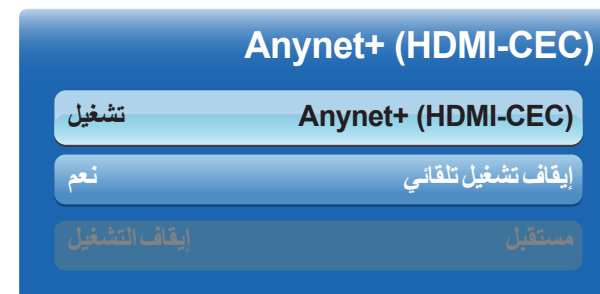 Anynet+ (HDMI-CEC)
Anynet+ (HDMI-CEC) تشغيل
إيقاف تشغيل تلقائي نعم
مستقبل إيقاف التشغيل